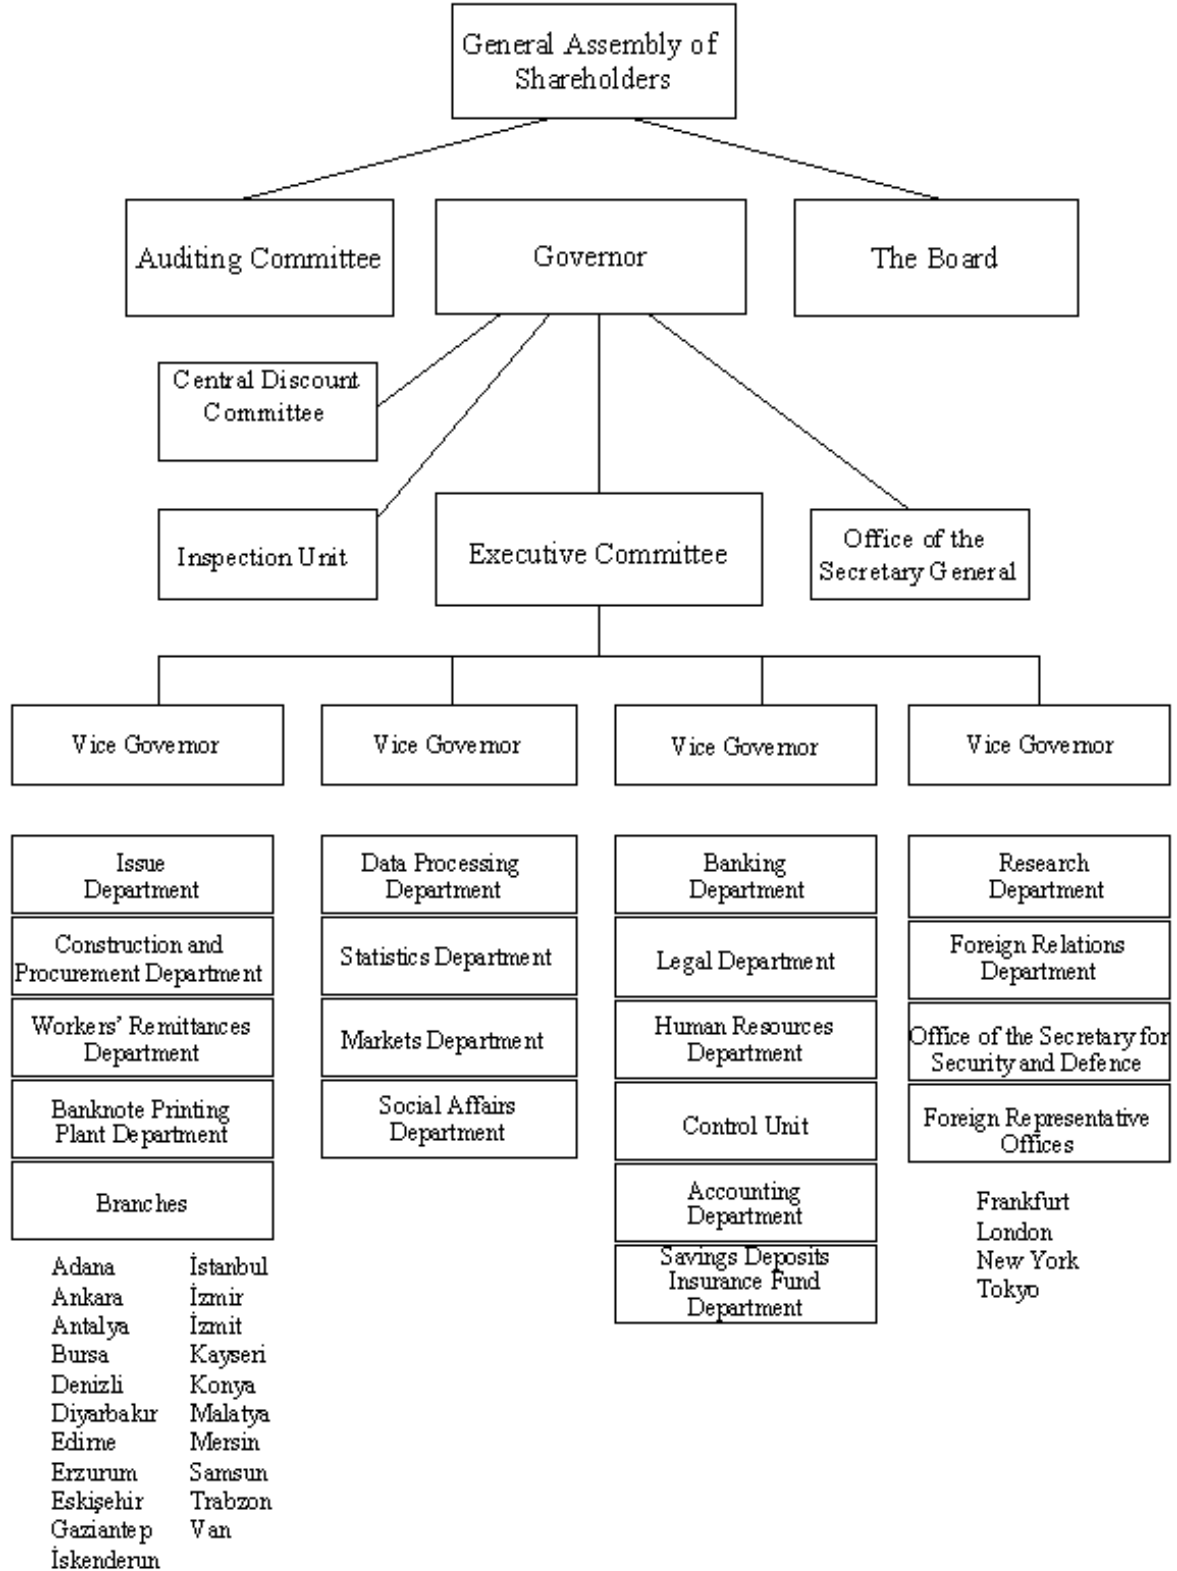 General Assembly of
Shareholders
Auditing Committee
Governor
The Board
Central Discount
Committee
Inspection Unit
Executive Committee
Office of the
Secretary General
Vice Governor
Vice Governor
Vice Governor
Vice Governor
Issue
Department
Construction and
Procurement Department
Workers' Remittances
Department
Banknote Printing
Plant Department
Branches
Adana
Ankara
Antalya
Bursa
Denizli
Diyarbakır
Edirne
Erzurum
Eskişehir
Gaziantep
İskenderun
İstanbul
İzmir
İzmit
Kayseri
Konya
Malatya
Mersin
Samsun
Trabzon
Van
Data Processing
Department
Statistics Department
Markets Department
Social Affairs
Department
Banking
Department
Legal Department
Human Resources
Department
Control Unit
Accounting
Department
Savings Deposits
Insurance Fund
Department
Research
Department
Foreign Relations
Department
Office of the Secretary for
Security and Defence
Foreign Representative
Offices
Frankfurt
London
New York
Tokyo